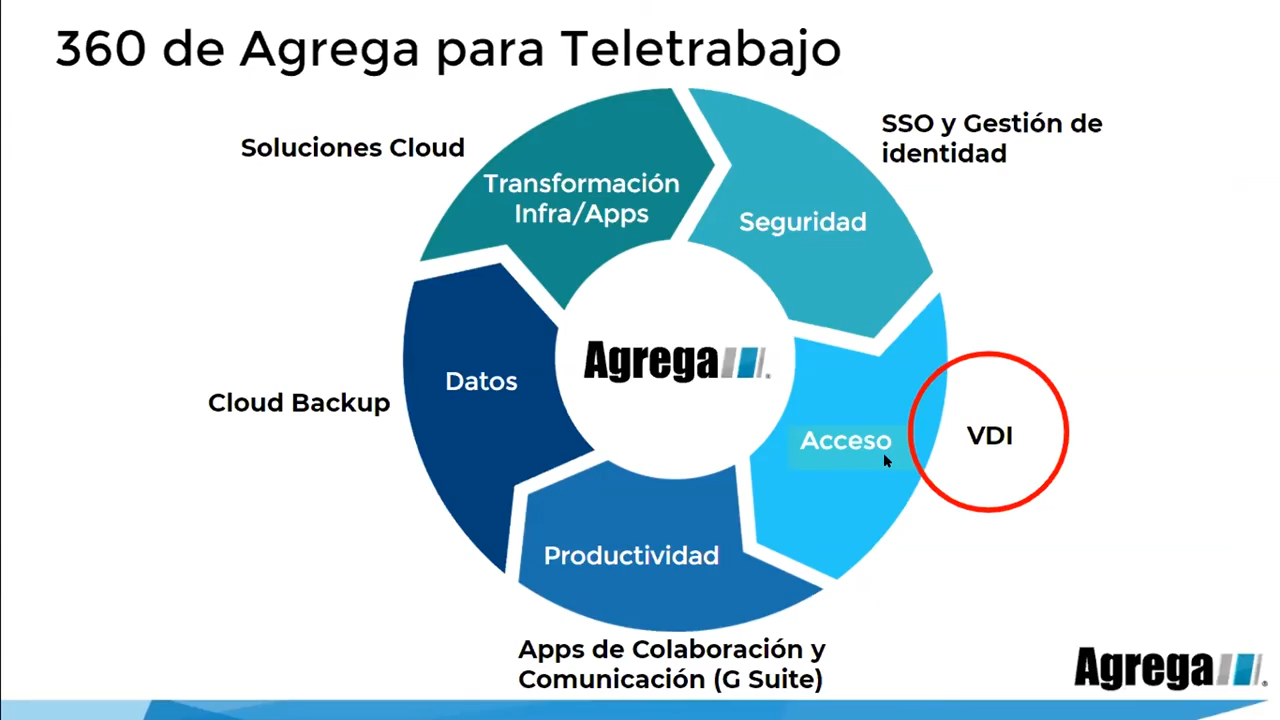 360 de Agrega para Teletrabajo
Soluciones Cloud
SSO y Gestión de
identidad
Transformación
Infra/Apps
Seguridad
Agrega
Datos
Cloud Backup
Acceso
VDI
Productividad
Apps de Colaboración y
Comunicación (G Suite)
Agrega